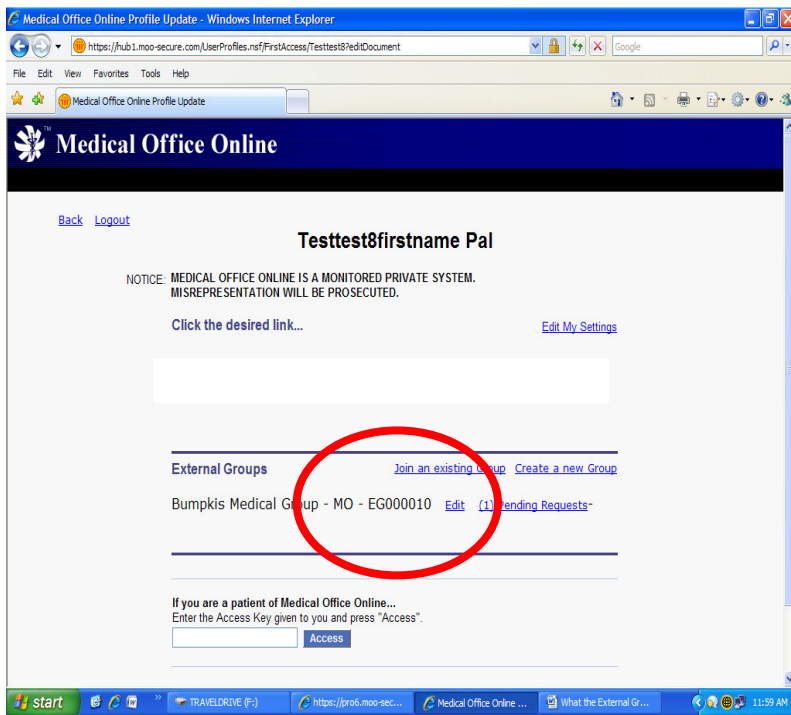 Medical Office Online Profile Update - Windows Internet Explorer
https://hub1.moo-secure.com/UserProfiles.nsf/FirstAccess/Testtest8?editDocument
Google
File Edit View Favorites Tools Help
Medical Office Online Profile Update
TM
Medical Office Online
Back Logout
Testtest8firstname Pal
NOTICE: MEDICAL OFFICE ONLINE IS A MONITORED PRIVATE SYSTEM.
MISREPRESENTATION WILL BE PROSECUTED.
Click the desired link... Edit My Settings
External Groups Join an existing Group Create a new Group
Bumpkis Medical Group - MO - EG000010 Edit (1) Pending Requests-
If you are a patient of Medical Office Online...
Enter the Access Key given to you and press "Access".
Access
start » TRAVELDRIVE (F:) https://pro6.moo-sec... Medical Office Online ... What the External Gr... 11:59 AM